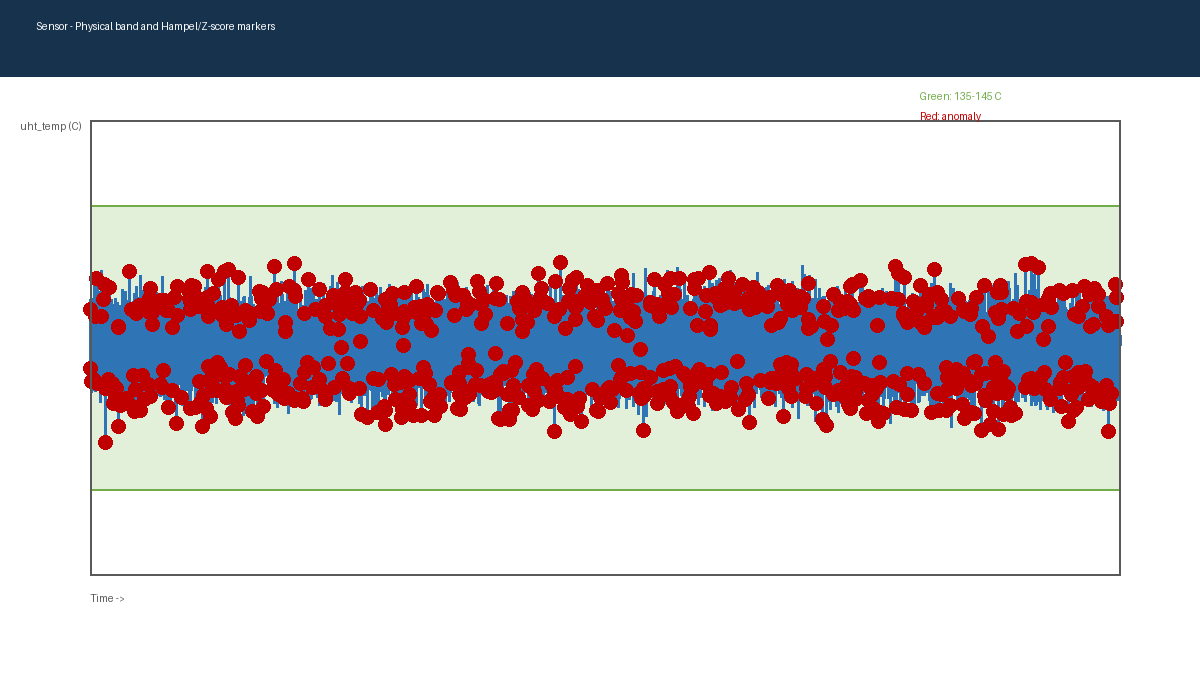 Sensor - Physical band and Hampel/Z-score markers
Green: 135-145 C
Red: anomaly
uht_temp (C)
Time ->